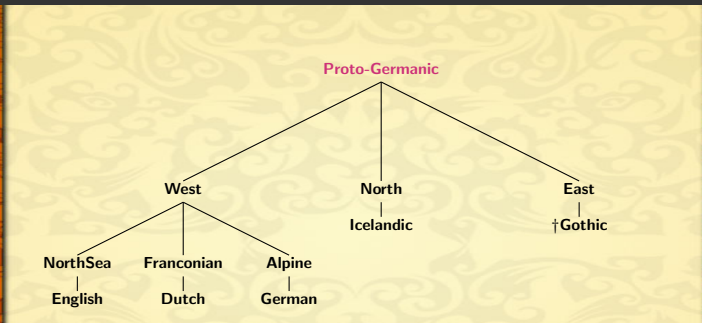 Proto-Germanic
West North East
Icelandic †Gothic
NorthSea Franconian Alpine
English Dutch German